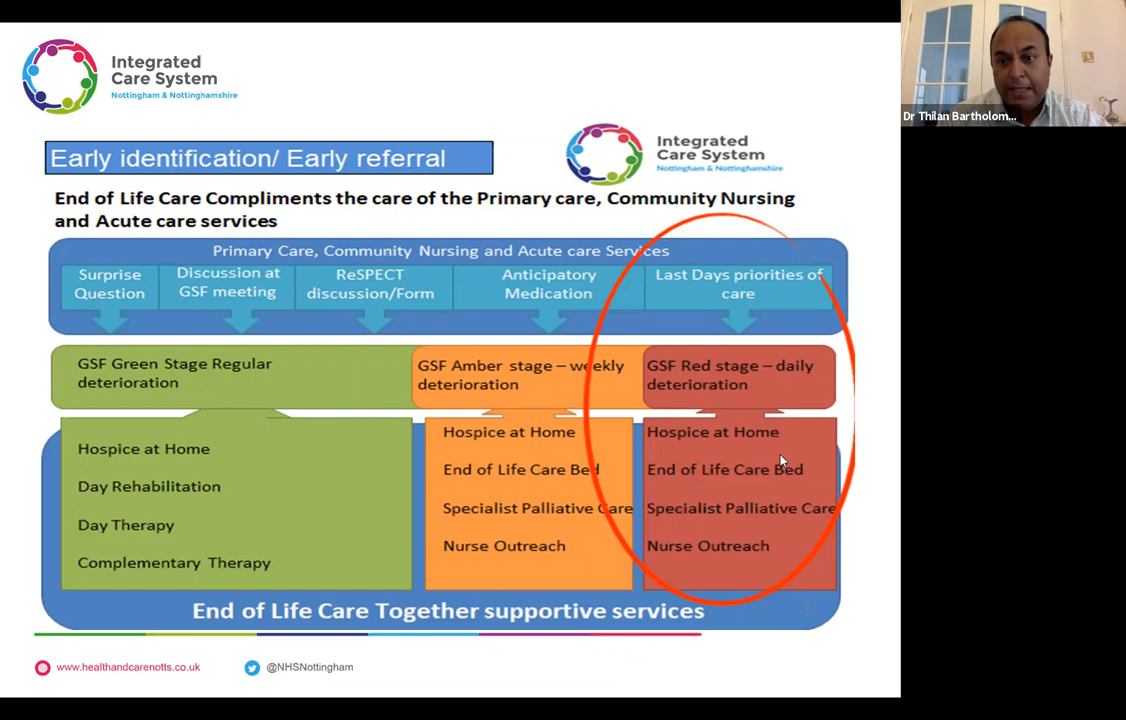 Integrated
Care System
Nottingham & Nottinghamshire
Dr Thilan Bartholom...
Early identification/ Early referral
Integrated
Care System
Nottingham & Nottinghamshire
End of Life Care Compliments the care of the Primary care, Community Nursing
and Acute care services
Primary Care, Community Nursing and Acute care Services
Surprise
Question
Discussion at
GSF meeting
ReSPECT
discussion/Form
Anticipatory
Medication
Last Days priorities of
care
GSF Green Stage Regular
deterioration
GSF Amber stage – weekly
deterioration
GSF Red stage – daily
deterioration
Hospice at Home
Day Rehabilitation
Day Therapy
Complementary Therapy
Hospice at Home
End of Life Care Bed
Specialist Palliative Care
Nurse Outreach
Hospice at Home
End of Life Care Bed
Specialist Palliative Care
Nurse Outreach
End of Life Care Together supportive services
www.healthandcarenotts.co.uk
@NHSNottingham